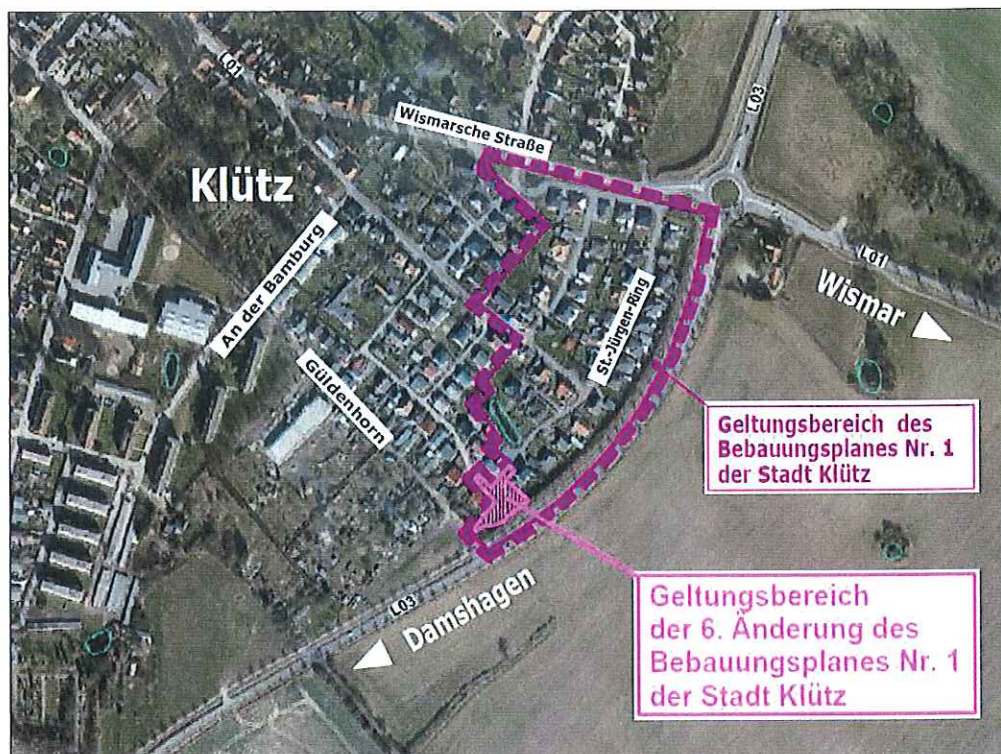 L01
L03
Wismarsche Straße
Klütz
An der Bamburg
L01
Wismar
St.-Jürgen-Ring
Güldenhorn
Geltungsbereich des
Bebauungsplanes Nr. 1
der Stadt Klütz
L03
Damshagen
Geltungsbereich
der 6. Änderung des
Bebauungsplanes Nr. 1
der Stadt Klütz